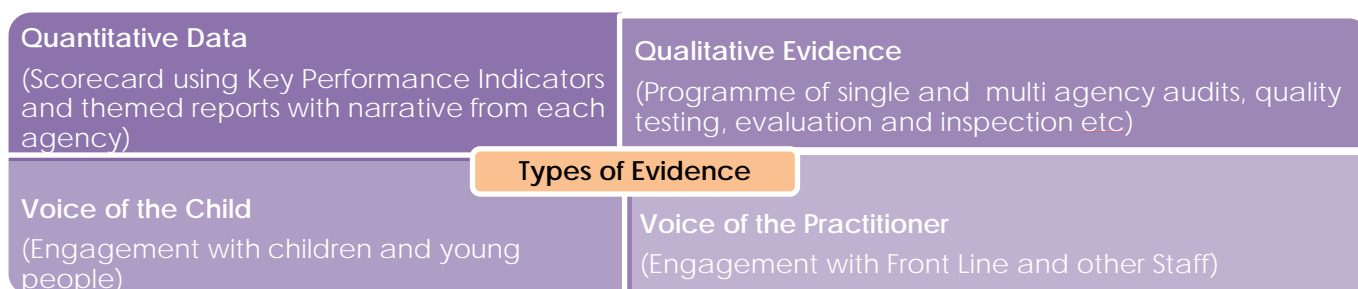 Quantitative Data
(Scorecard using Key Performance Indicators
and themed reports with narrative from each
agency)
Qualitative Evidence
(Programme of single and multi agency audits, quality
testing, evaluation and inspection etc)
Types of Evidence
Voice of the Child
(Engagement with children and young
people)
Voice of the Practitioner
(Engagement with Front Line and other Staff)